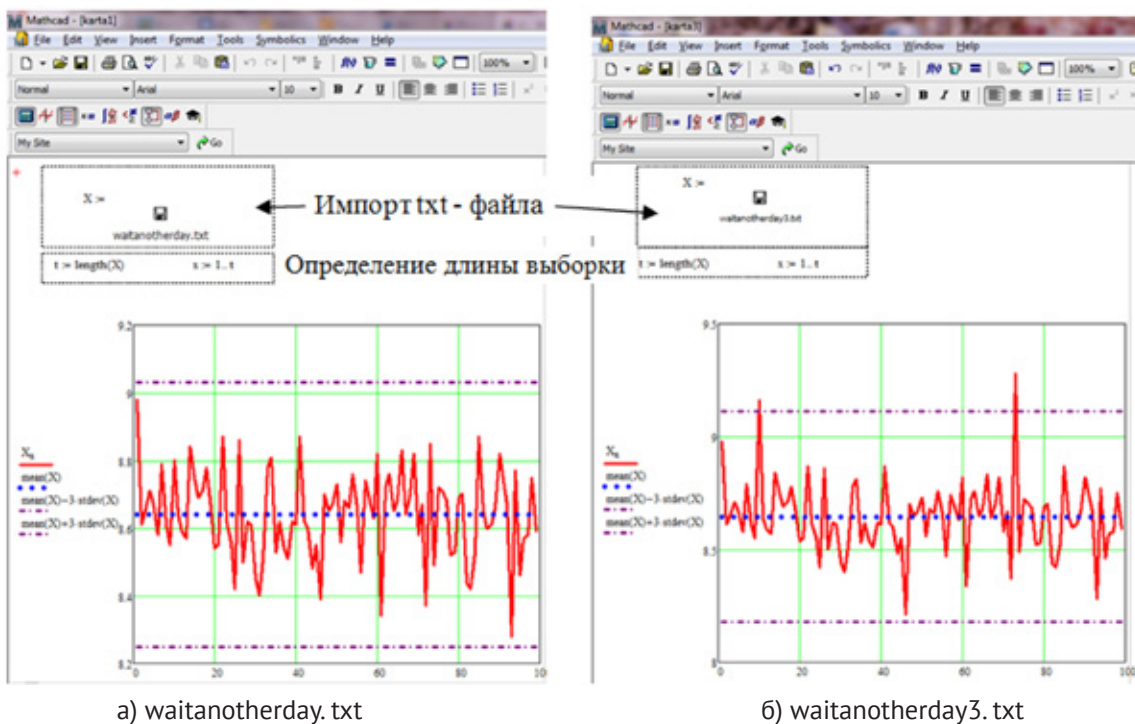 Mathcad - [karta1]
File Edit View Insert Format Tools Symbolics Window Help
100%
Normal Arial 10 B I U
My Site Go
X :=
waitanotherday.txt
t := length(X) x := 1.. t
9.2
9
8.8
8.6
8.4
8.2
0 20 40 60 80 100
Xx
mean(X)
mean(X)−3·stdev(X)
mean(X)+3·stdev(X)
Импорт txt - файла
Определение длины выборки
Mathcad - [karta3]
File Edit View Insert Format Tools Symbolics Window Help
100%
Normal Arial 10 B I U
My Site Go
X :=
waitanotherday3.txt
t := length(X) x := 1.. t
9.5
9
8.5
8
0 20 40 60 80 100
Xx
mean(X)
mean(X)−3·stdev(X)
mean(X)+3·stdev(X)
а) waitanotherday. txt
б) waitanotherday3. txt